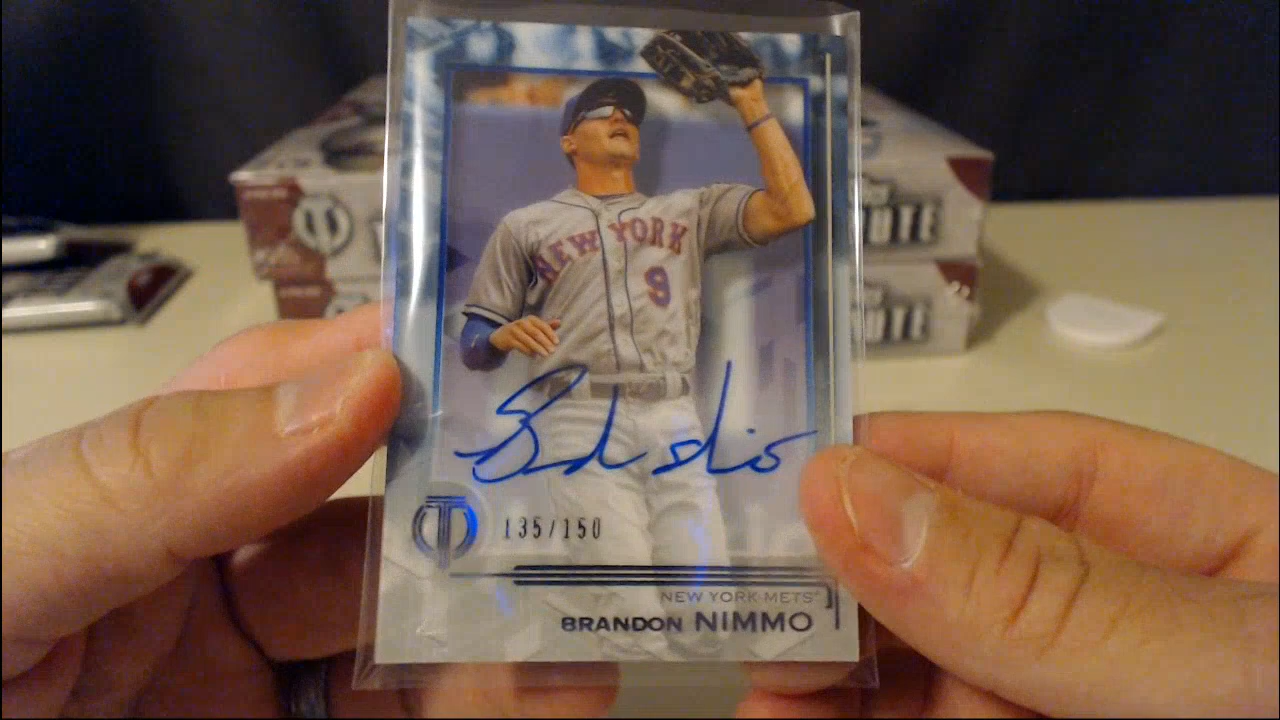 NEW YORK
9
135/150
NEW YORK METS
BRANDON NIMMO